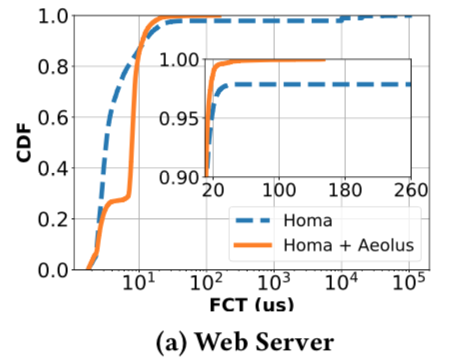 1.0
0.8
0.6
0.4
0.2
0.0
CDF
1.00
0.95
0.90
20 100 180 260
Homa
Homa + Aeolus
10¹ 10² 10³ 10⁴ 10⁵
FCT (us)
(a) Web Server